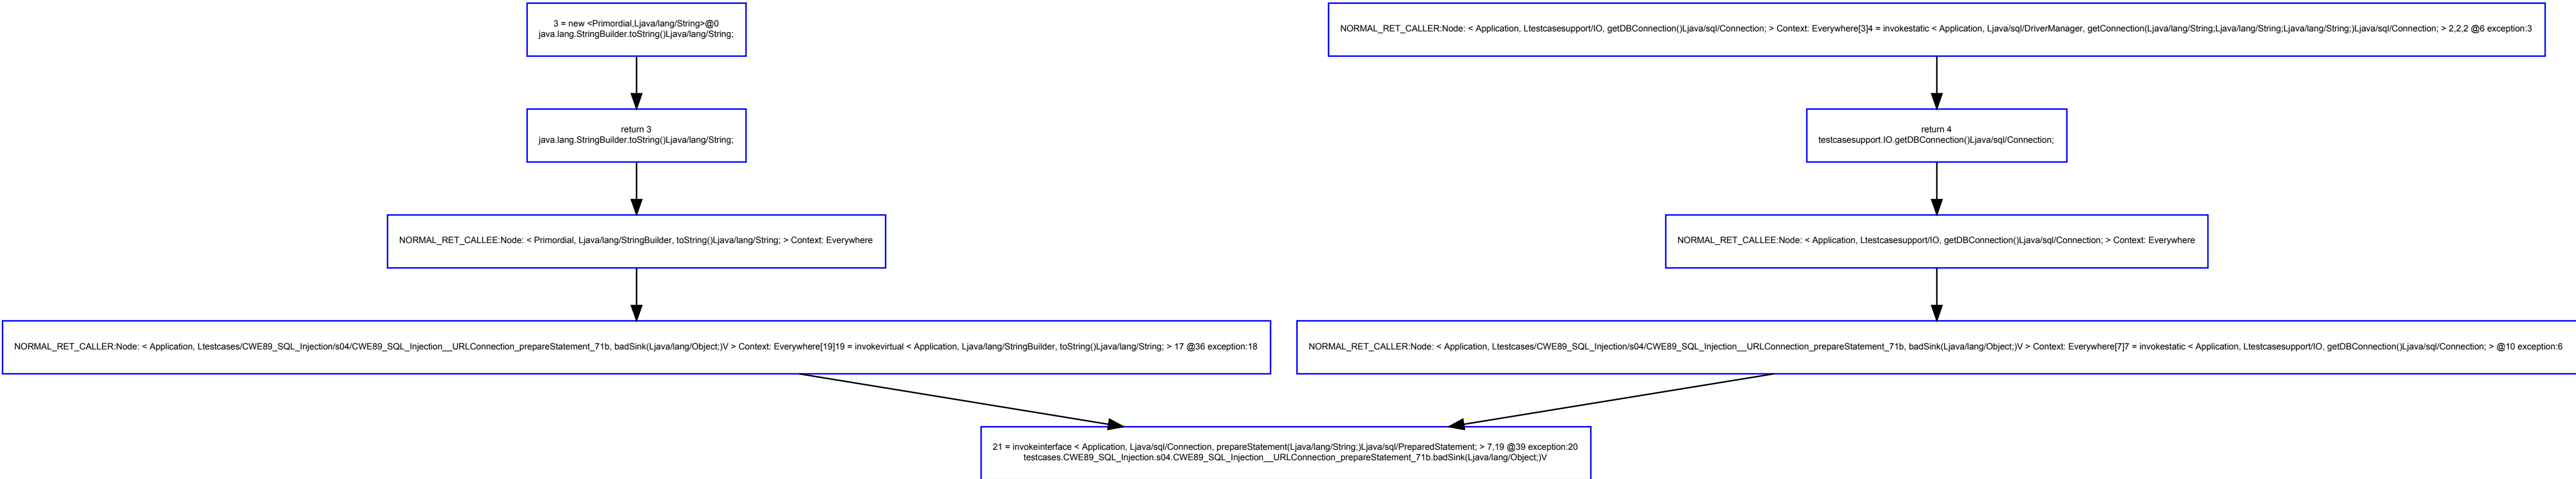 3 = new <Primordial,Ljava/lang/String>@0
java.lang.StringBuilder.toString()Ljava/lang/String;
NORMAL_RET_CALLER:Node: < Application, Ltestcasesupport/IO, getDBConnection()Ljava/sql/Connection; > Context: Everywhere[3]4 = invokestatic < Application, Ljava/sql/DriverManager, getConnection(Ljava/lang/String;Ljava/lang/String;Ljava/lang/String;)Ljava/sql/Connection; > 2,2,2 @6 exception:3
return 3
java.lang.StringBuilder.toString()Ljava/lang/String;
return 4
testcasesupport.IO.getDBConnection()Ljava/sql/Connection;
NORMAL_RET_CALLEE:Node: < Primordial, Ljava/lang/StringBuilder, toString()Ljava/lang/String; > Context: Everywhere
NORMAL_RET_CALLEE:Node: < Application, Ltestcasesupport/IO, getDBConnection()Ljava/sql/Connection; > Context: Everywhere
NORMAL_RET_CALLER:Node: < Application, Ltestcases/CWE89_SQL_Injection/s04/CWE89_SQL_Injection__URLConnection_prepareStatement_71b, badSink(Ljava/lang/Object;)V > Context: Everywhere[19]19 = invokevirtual < Application, Ljava/lang/StringBuilder, toString()Ljava/lang/String; > 17 @36 exception:18
NORMAL_RET_CALLER:Node: < Application, Ltestcases/CWE89_SQL_Injection/s04/CWE89_SQL_Injection__URLConnection_prepareStatement_71b, badSink(Ljava/lang/Object;)V > Context: Everywhere[7]7 = invokestatic < Application, Ltestcasesupport/IO, getDBConnection()Ljava/sql/Connection; > @10 exception:6
21 = invokeinterface < Application, Ljava/sql/Connection, prepareStatement(Ljava/lang/String;)Ljava/sql/PreparedStatement; > 7,19 @39 exception:20
testcases.CWE89_SQL_Injection.s04.CWE89_SQL_Injection__URLConnection_prepareStatement_71b.badSink(Ljava/lang/Object;)V